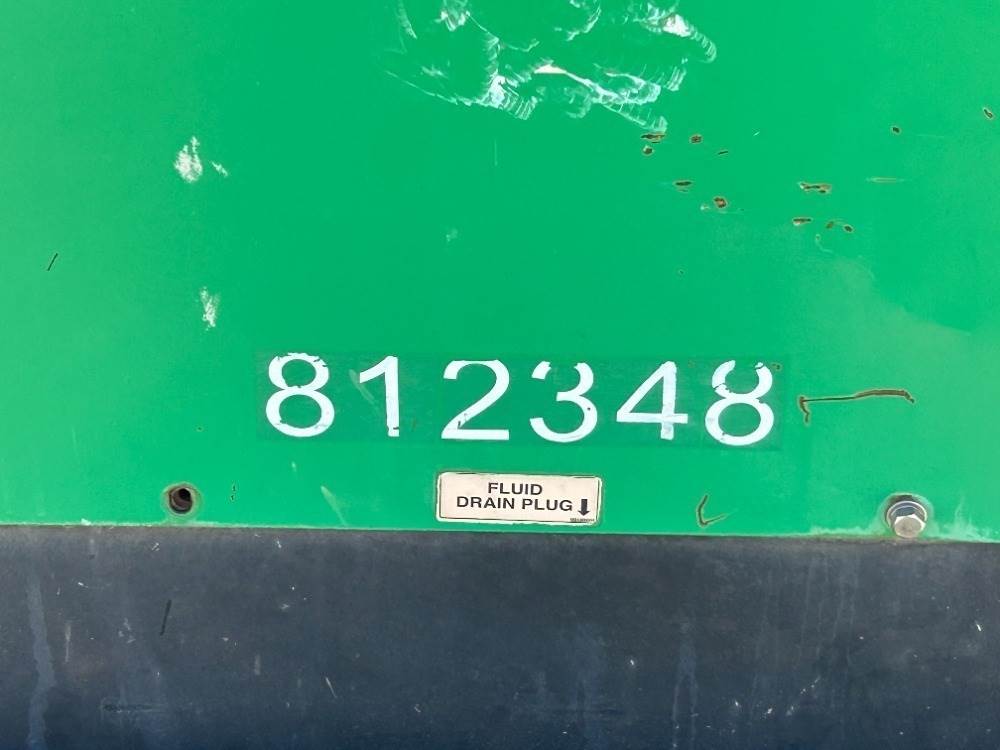 812348
FLUID
DRAIN PLUG ↓